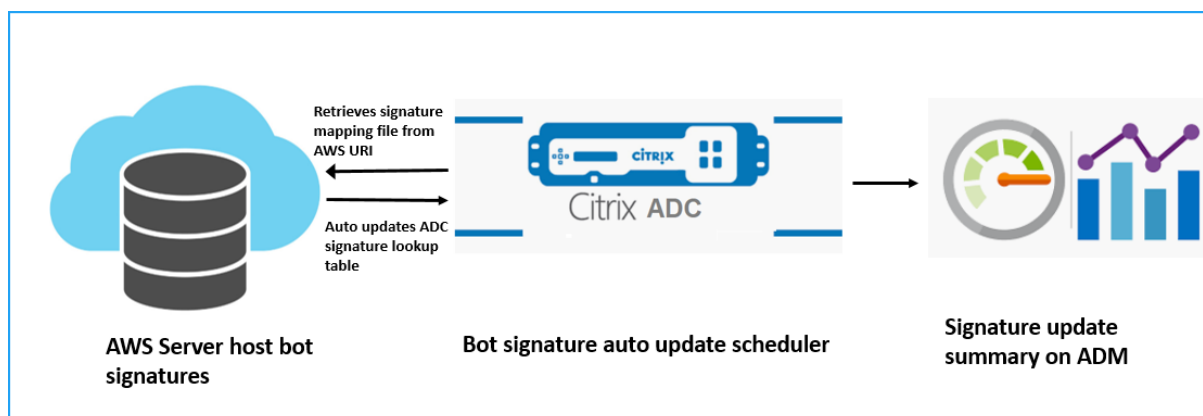 Retrieves signature
mapping file from
AWS URI
Auto updates ADC
signature lookup
table
CITRIX
Citrix ADC
AWS Server host bot
signatures
Bot signature auto update scheduler
Signature update
summary on ADM